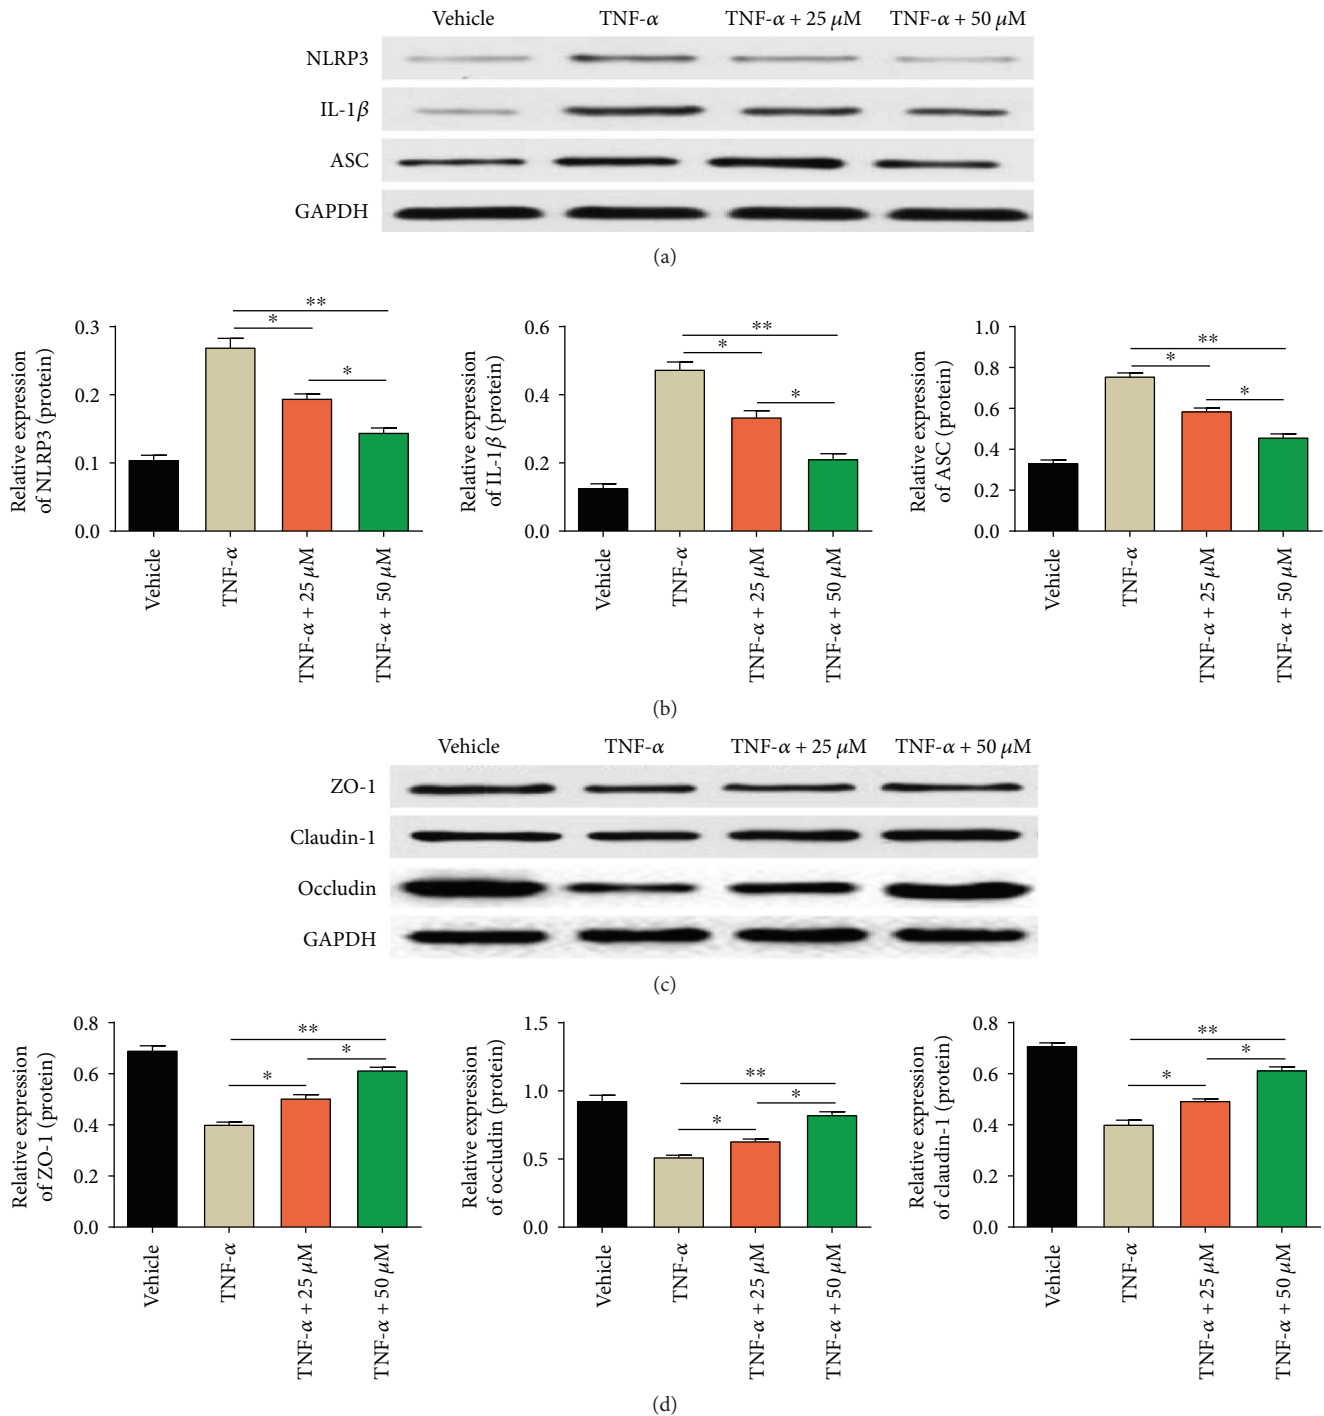 Vehicle TNF-α TNF-α + 25 μM TNF-α + 50 μM
NLRP3
IL-1β
ASC
GAPDH
(a)
Relative expression
of NLRP3 (protein)
0.3
0.2
0.1
0.0
**
*
*
Vehicle
TNF-α
TNF-α + 25 μM
TNF-α + 50 μM
Relative expression
of IL-1β (protein)
0.6
0.4
0.2
0.0
**
*
*
Vehicle
TNF-α
TNF-α + 25 μM
TNF-α + 50 μM
Relative expression
of ASC (protein)
1.0
0.8
0.6
0.4
0.2
0.0
**
*
*
Vehicle
TNF-α
TNF-α + 25 μM
TNF-α + 50 μM
(b)
Vehicle TNF-α TNF-α + 25 μM TNF-α + 50 μM
ZO-1
Claudin-1
Occludin
GAPDH
(c)
Relative expression
of ZO-1 (protein)
0.8
0.6
0.4
0.2
0.0
**
*
*
Vehicle
TNF-α
TNF-α + 25 μM
TNF-α + 50 μM
Relative expression
of occludin (protein)
1.5
1.0
0.5
0.0
**
*
*
Vehicle
TNF-α
TNF-α + 25 μM
TNF-α + 50 μM
Relative expression
of claudin-1 (protein)
0.8
0.6
0.4
0.2
0.0
**
*
*
Vehicle
TNF-α
TNF-α + 25 μM
TNF-α + 50 μM
(d)